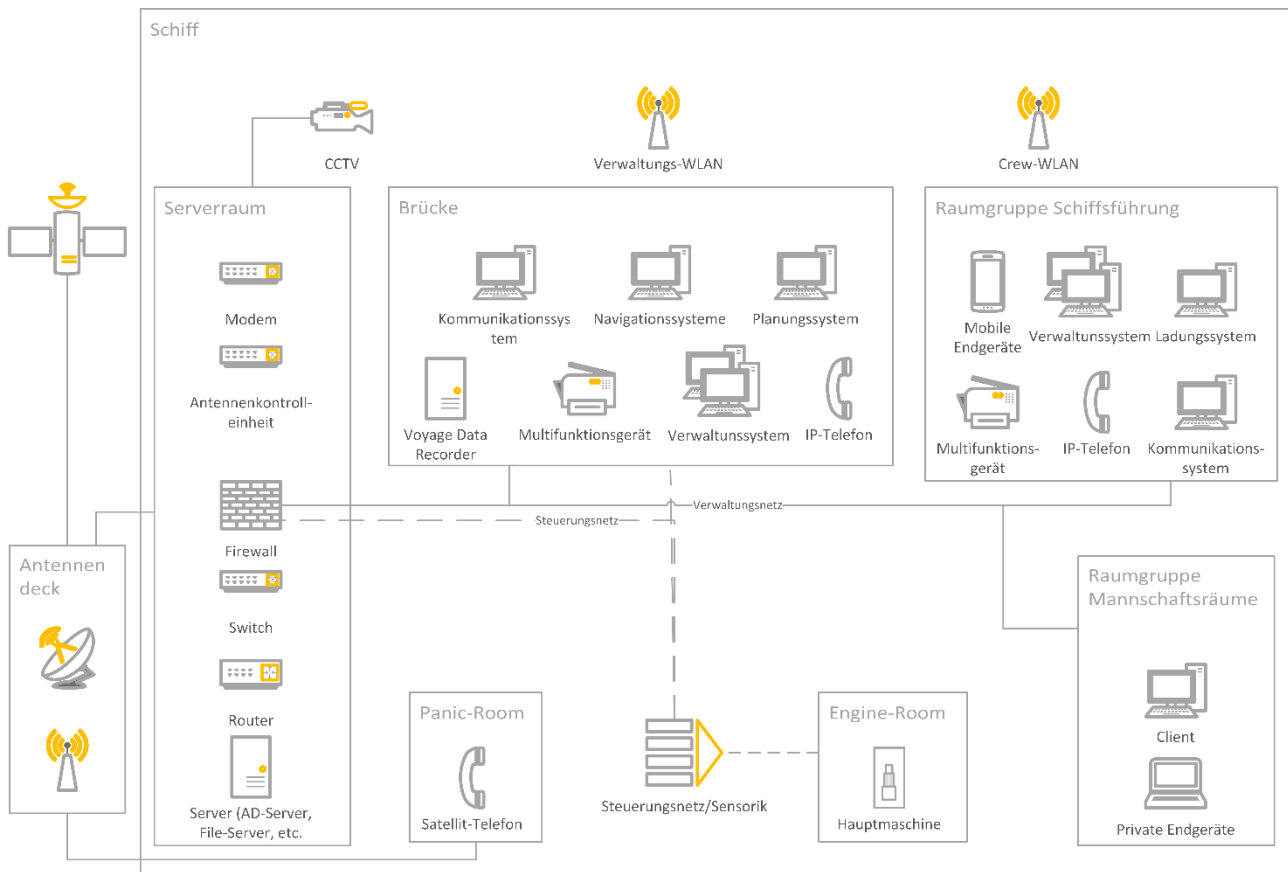 Schiff
CCTV
Verwaltungs-WLAN
Crew-WLAN
Serverraum
Modem
Antennenkontroll-
einheit
Firewall
Switch
Router
Server (AD-Server,
File-Server, etc.
Brücke
Kommunikationssys
tem
Navigationssysteme
Planungssystem
Voyage Data
Recorder
Multifunktionsgerät
Verwaltunssystem
IP-Telefon
Raumgruppe Schiffsführung
Mobile
Endgeräte
Verwaltunssystem
Ladungssystem
Multifunktions-
gerät
IP-Telefon
Kommunikations-
system
Verwaltungsnetz
Steuerungsnetz
Antennen
deck
Raumgruppe
Mannschaftsräume
Client
Private Endgeräte
Panic-Room
Satellit-Telefon
Steuerungsnetz/Sensorik
Engine-Room
Hauptmaschine